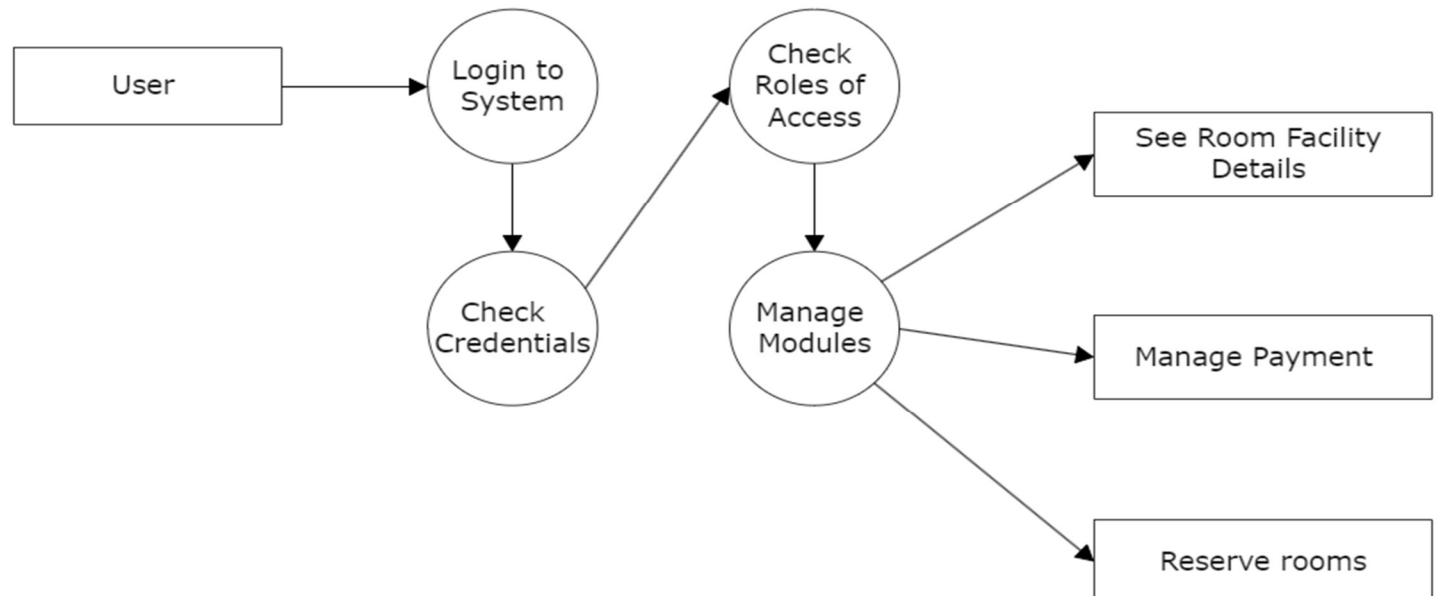 User
Login to
System
Check
Credentials
Check
Roles of
Access
Manage
Modules
See Room Facility
Details
Manage Payment
Reserve rooms